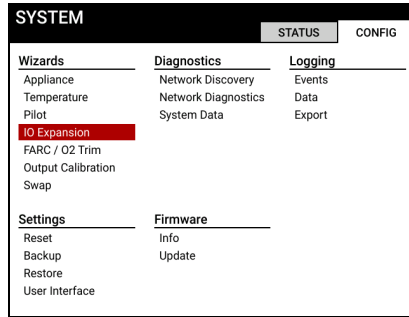 SYSTEM
STATUS
CONFIG
Wizards
Appliance
Temperature
Pilot
IO Expansion
FARC / O2 Trim
Output Calibration
Swap
Diagnostics
Network Discovery
Network Diagnostics
System Data
Logging
Events
Data
Export
Settings
Reset
Backup
Restore
User Interface
Firmware
Info
Update